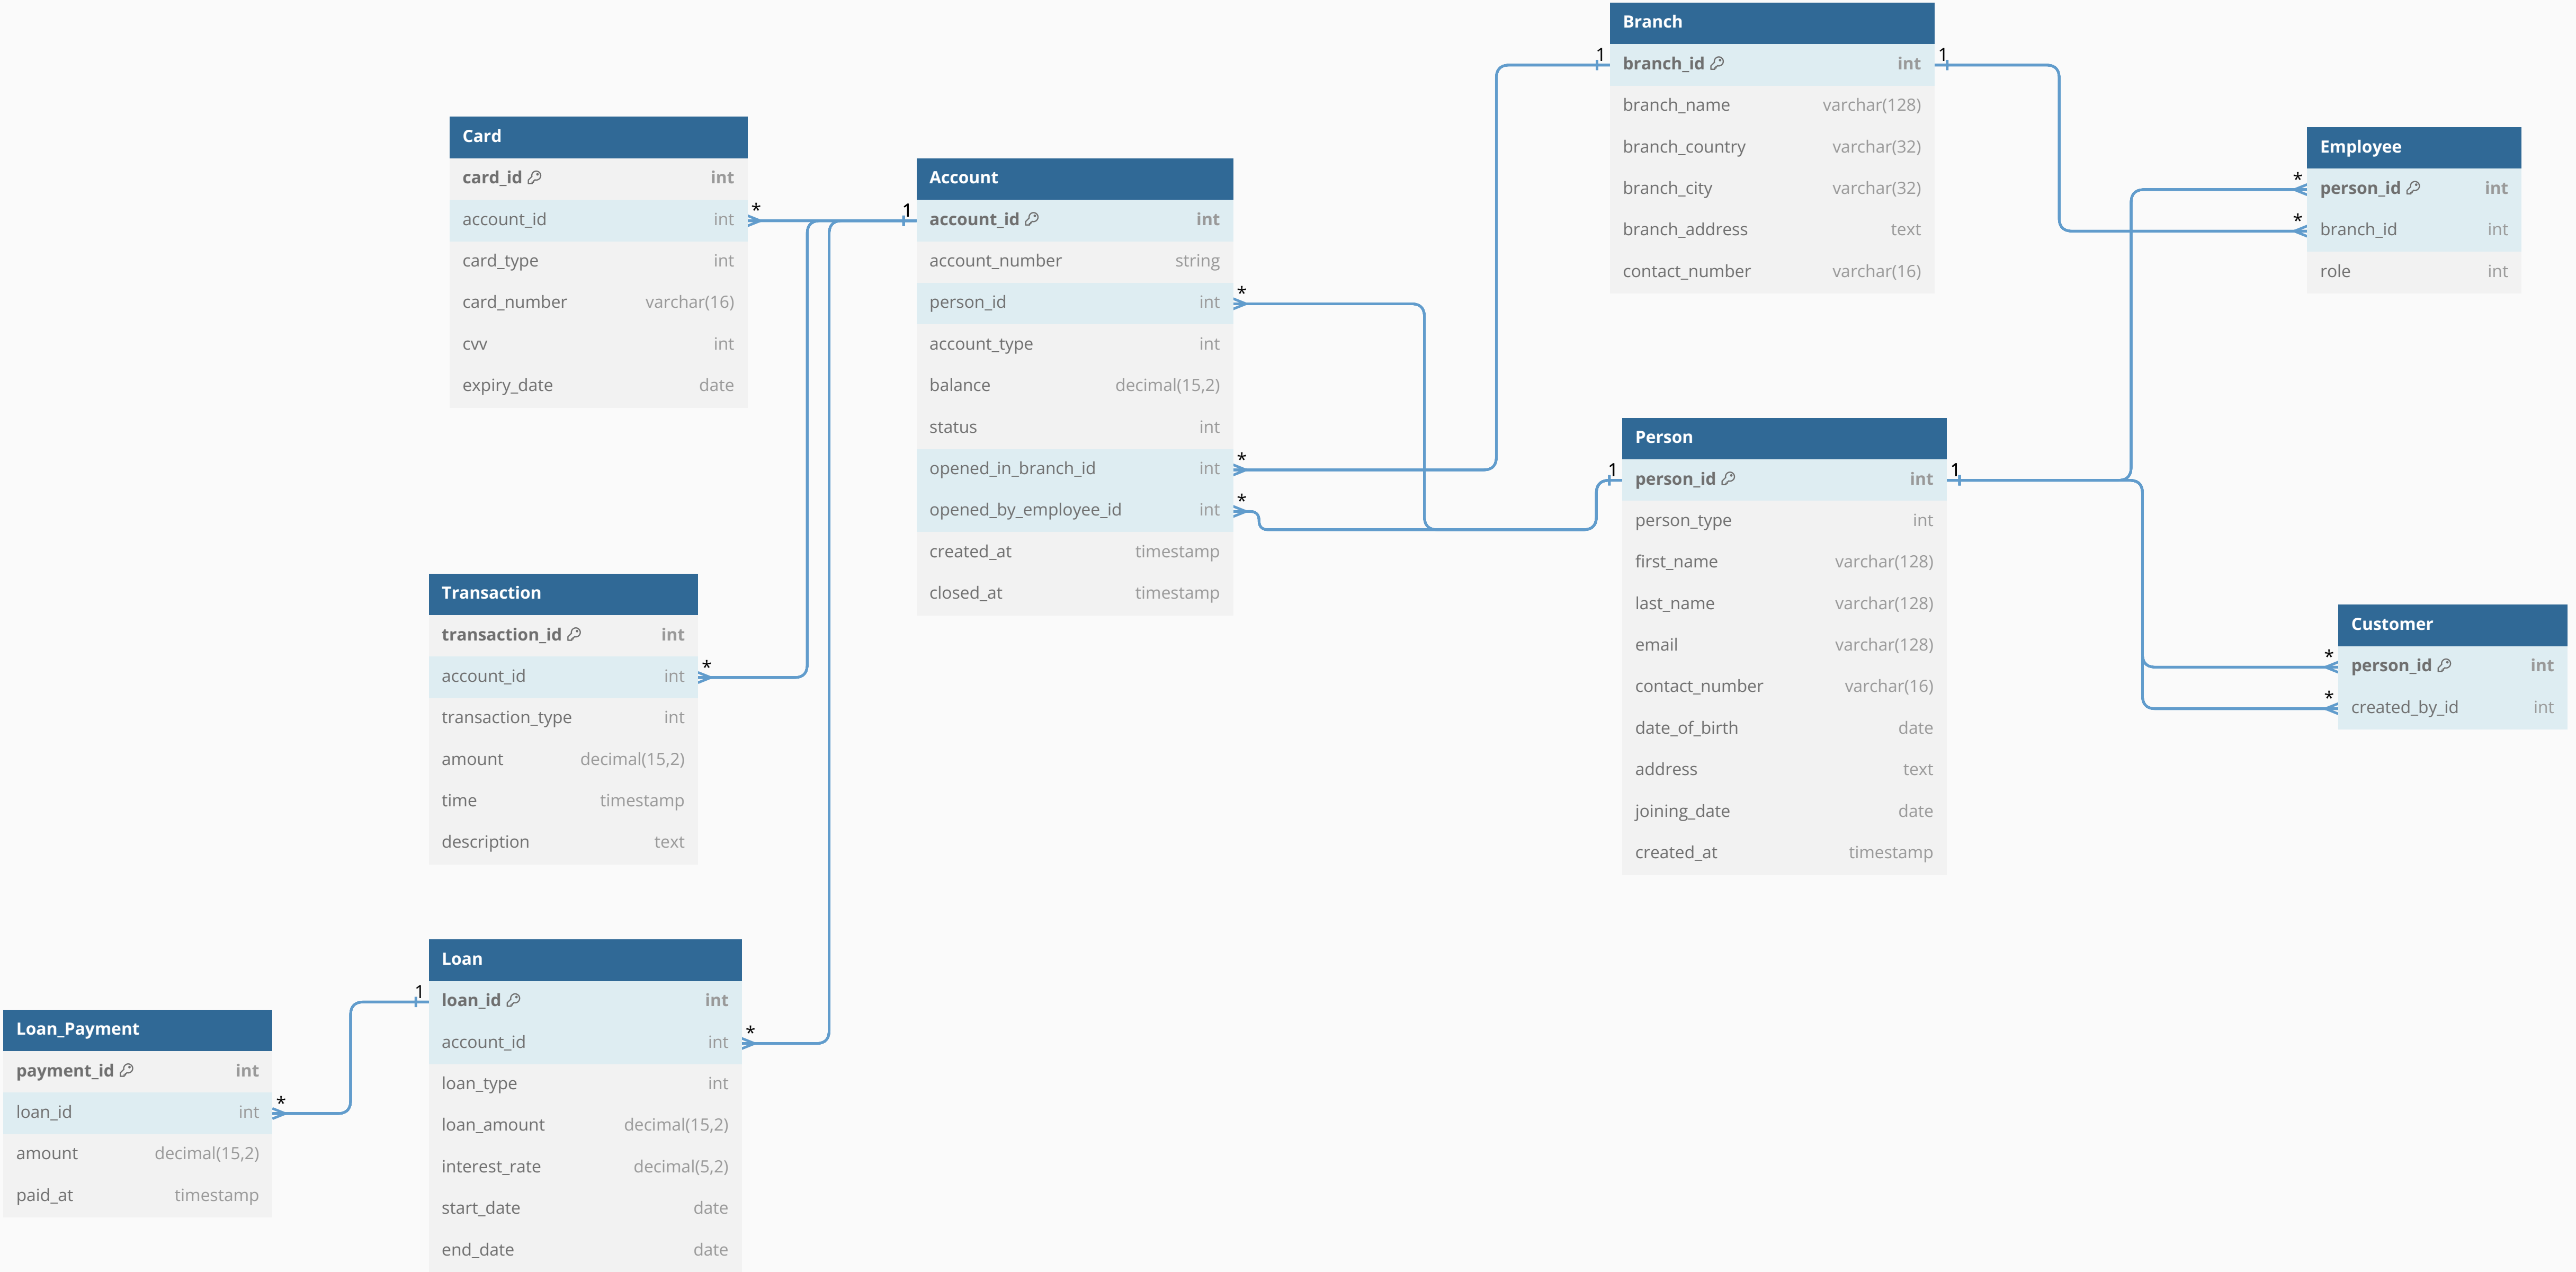 Branch
1 branch_id int 1
branch_name varchar(128)
branch_country varchar(32)
branch_city varchar(32)
branch_address text
contact_number varchar(16)
Card
card_id int
account_id int *
card_type int
card_number varchar(16)
cvv int
expiry_date date
Account
1 account_id int
account_number string
person_id int *
account_type int
balance decimal(15,2)
status int
opened_in_branch_id int *
opened_by_employee_id int *
created_at timestamp
closed_at timestamp
Employee
* person_id int
* branch_id int
role int
Person
1 person_id int 1
person_type int
first_name varchar(128)
last_name varchar(128)
email varchar(128)
contact_number varchar(16)
date_of_birth date
address text
joining_date date
created_at timestamp
Transaction
transaction_id int
account_id int *
transaction_type int
amount decimal(15,2)
time timestamp
description text
Customer
* person_id int
* created_by_id int
Loan
1 loan_id int
account_id int *
loan_type int
loan_amount decimal(15,2)
interest_rate decimal(5,2)
start_date date
end_date date
Loan_Payment
payment_id int
loan_id int *
amount decimal(15,2)
paid_at timestamp